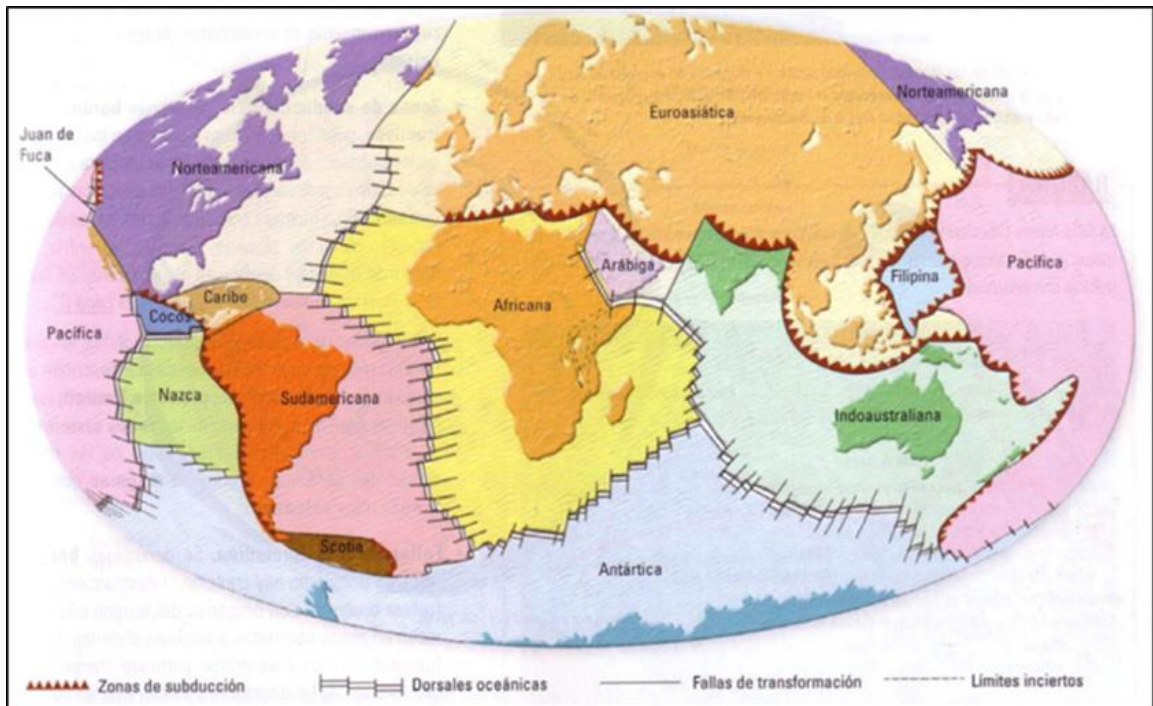 Juan de
Fuca
Norteamericana
Euroasiática
Norteamericana
Pacífica
Cocos
Caribe
Nazca
Sudamericana
Scotia
Africana
Arábiga
Filipina
Pacífica
Indoaustraliana
Antártica
Zonas de subducción
Dorsales oceánicas
Fallas de transformación
Límites inciertos